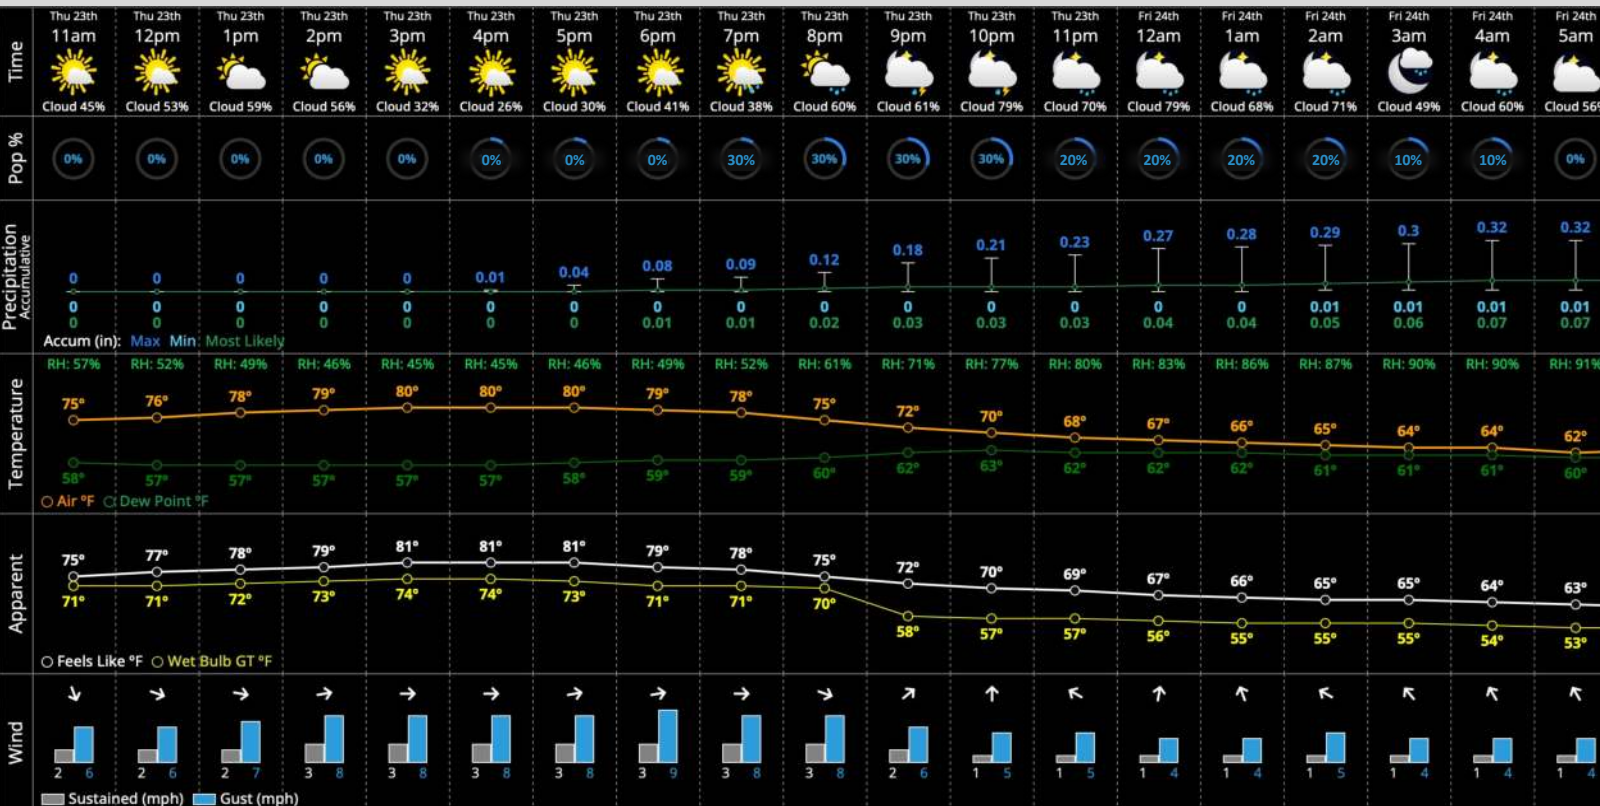 Thu 23rd Thu 23rd Thu 23rd Thu 23rd Thu 23rd Thu 23rd Thu 23rd Thu 23rd Thu 23rd Thu 23rd Thu 23rd Thu 23rd Thu 23rd Fri 24th Fri 24th Fri 24th Fri 24th Fri 24th Fri 24th
11am 12pm 1pm 2pm 3pm 4pm 5pm 6pm 7pm 8pm 9pm 10pm 11pm 12am 1am 2am 3am 4am 5am
Time
Cloud 45% Cloud 53% Cloud 59% Cloud 56% Cloud 32% Cloud 26% Cloud 30% Cloud 41% Cloud 38% Cloud 60% Cloud 61% Cloud 79% Cloud 70% Cloud 79% Cloud 68% Cloud 71% Cloud 49% Cloud 60% Cloud 56%
Pop %
0% 0% 0% 0% 0% 0% 0% 0% 30% 30% 30% 30% 20% 20% 20% 20% 10% 10% 0%
Precipitation
Accumulative
0 0 0 0 0 0.01 0.04 0.08 0.09 0.12 0.18 0.21 0.23 0.27 0.28 0.29 0.3 0.32 0.32
0 0 0 0 0 0 0 0 0 0 0 0 0 0 0 0.01 0.01 0.01 0.01
0 0 0 0 0 0 0 0.01 0.01 0.02 0.03 0.03 0.03 0.04 0.04 0.05 0.06 0.07 0.07
Accum (in): Max Min Most Likely
Temperature
RH: 57% RH: 52% RH: 49% RH: 46% RH: 45% RH: 45% RH: 46% RH: 49% RH: 52% RH: 61% RH: 71% RH: 77% RH: 80% RH: 83% RH: 86% RH: 87% RH: 90% RH: 90% RH: 91%
75° 76° 78° 79° 80° 80° 80° 79° 78° 75° 72° 70° 68° 67° 66° 65° 64° 64° 62°
58° 57° 57° 57° 57° 57° 58° 59° 59° 60° 62° 63° 62° 62° 62° 61° 61° 61° 60°
Air ºF Dew Point ºF
Apparent
75° 77° 78° 79° 81° 81° 81° 79° 78° 75° 72° 70° 69° 67° 66° 65° 65° 64° 63°
71° 71° 72° 73° 74° 74° 73° 71° 71° 70° 58° 57° 57° 56° 55° 55° 55° 54° 53°
Feels Like ºF Wet Bulb GT ºF
Wind
2 6 2 6 2 7 3 8 3 8 3 8 3 8 3 9 3 8 3 8 2 6 1 5 1 5 1 4 1 4 1 5 1 4 1 4 1 4
Sustained (mph) Gust (mph)